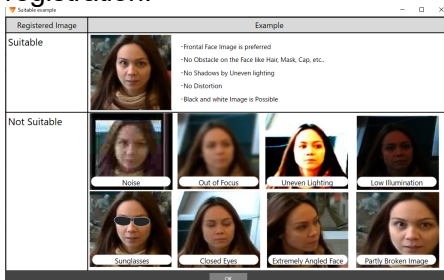 registration.
Suitable example
Registered Image
Example
Suitable
-Frontal Face Image is preferred
-No Obstacle on the Face like Hair, Mask, Cap, etc..
-No Shadows by Uneven lighting
-No Distortion
-Black and white Image is Possible
Not Suitable
Noise
Out of Focus
Uneven Lighting
Low Illumination
Sunglasses
Closed Eyes
Extremely Angled Face
Partly Broken Image
OK